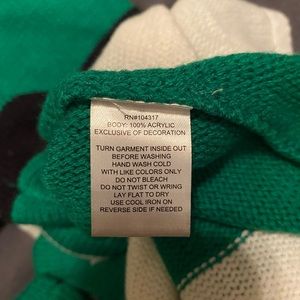 RN#104317
BODY: 100% ACRYLIC
EXCLUSIVE OF DECORATION
TURN GARMENT INSIDE OUT
BEFORE WASHING
HAND WASH COLD
WITH LIKE COLORS ONLY
DO NOT BLEACH
DO NOT TWIST OR WRING
LAY FLAT TO DRY
USE COOL IRON ON
REVERSE SIDE IF NEEDED